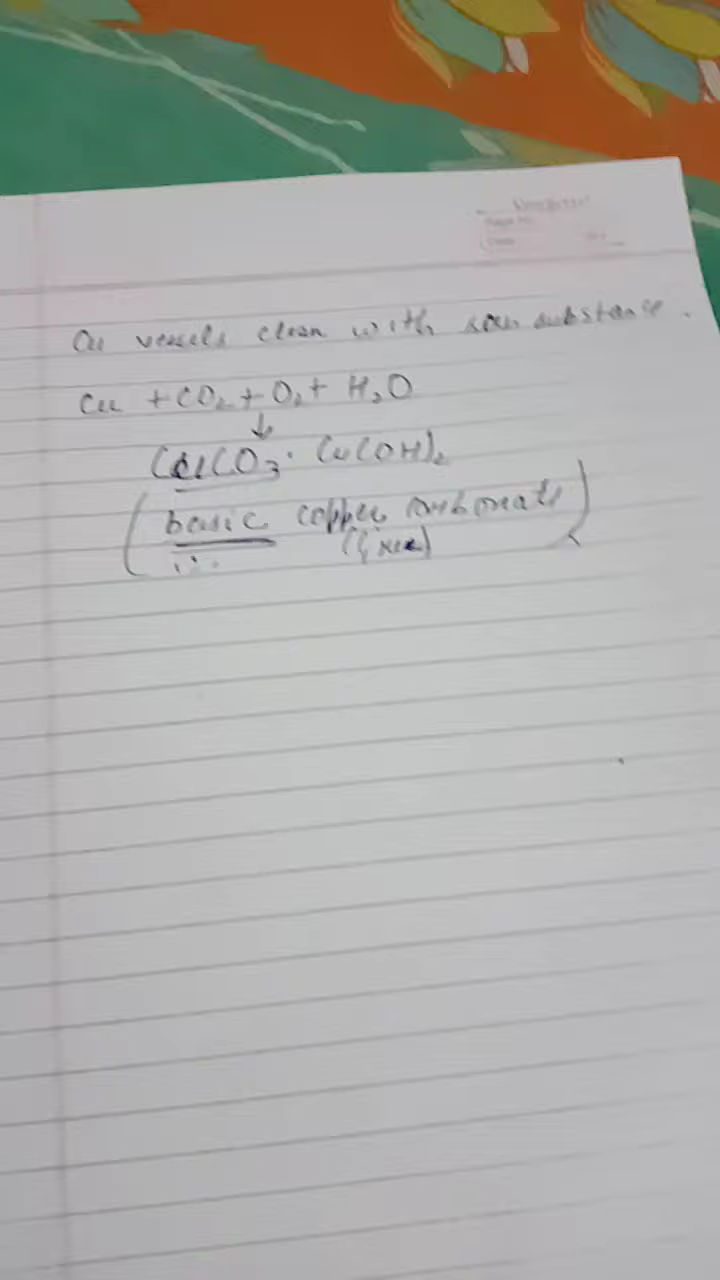 Cu vessels clean with sour substance.
Cu + CO₂ + O₂ + H₂O
↓
CuCO₃ · Cu(OH)₂
(basic copper carbonate)